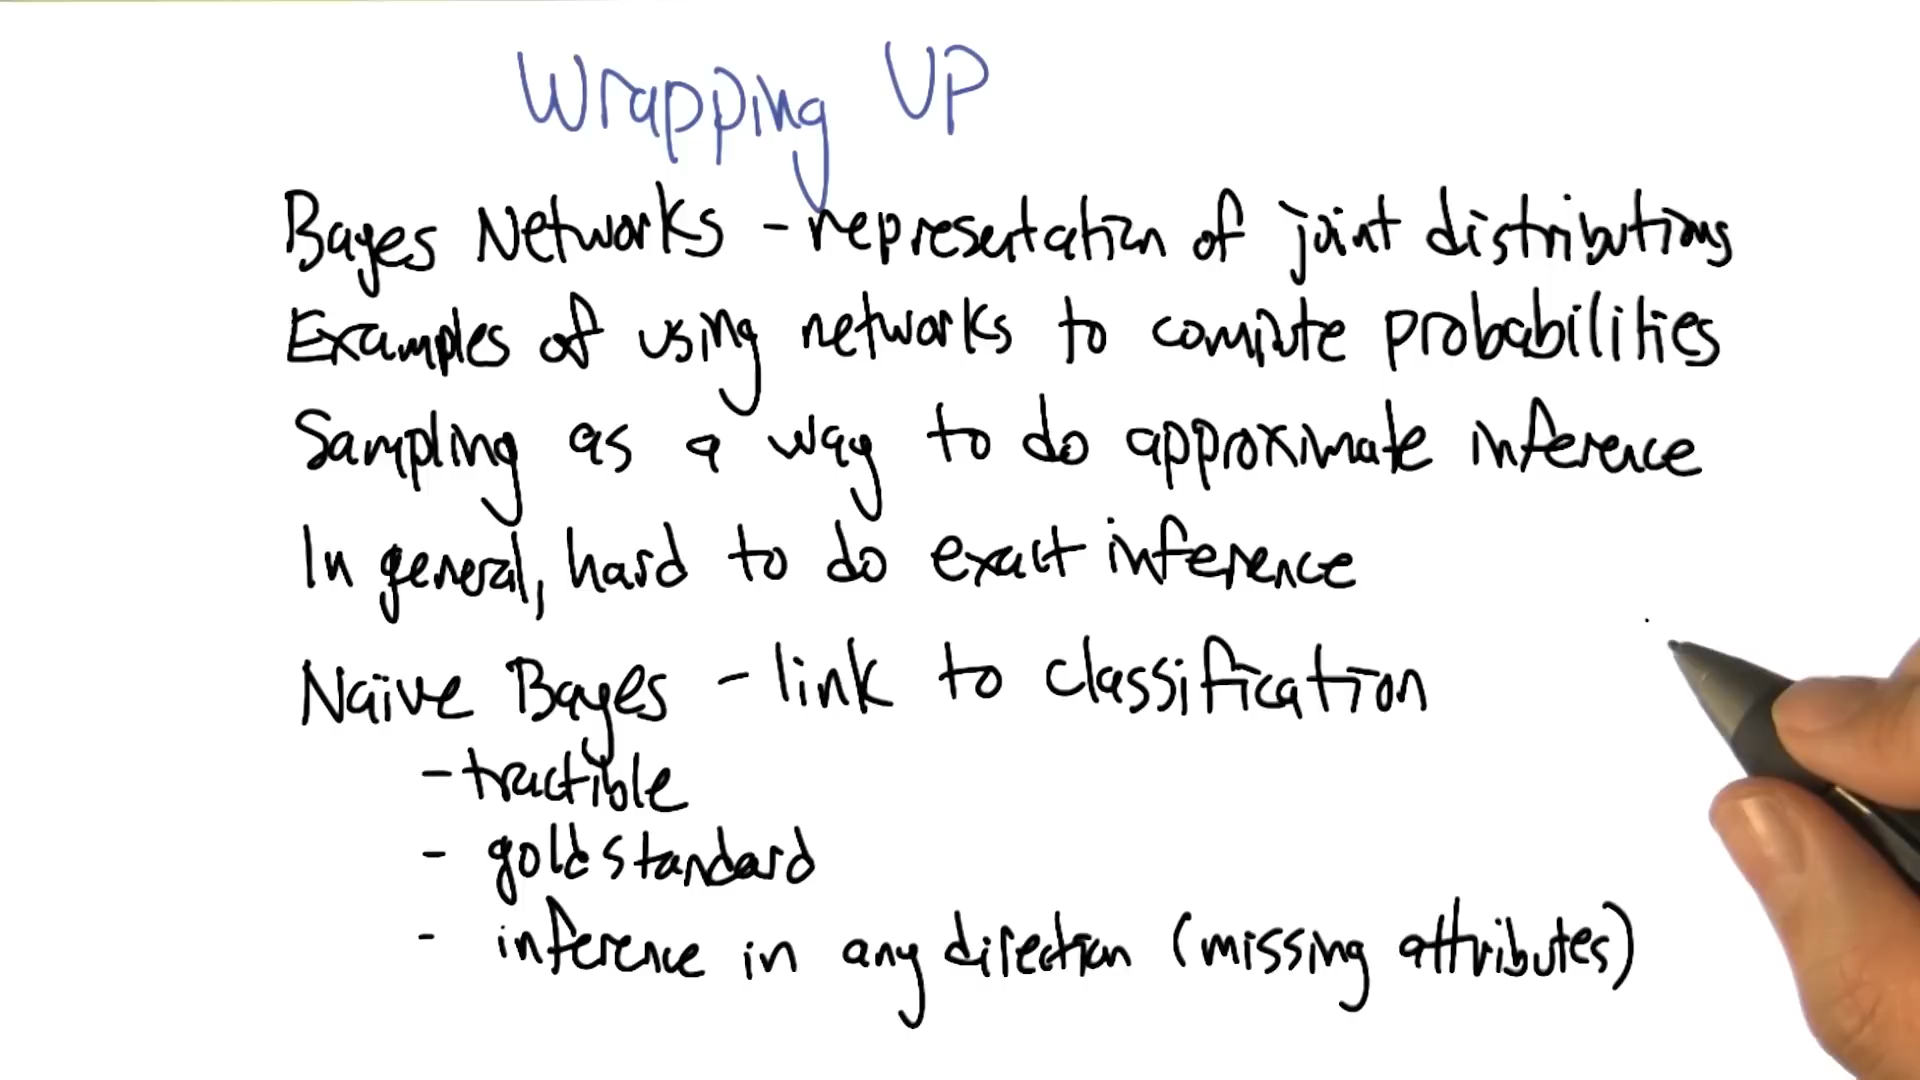 Wrapping UP
Bayes Networks - representation of joint distributions
Examples of using networks to compute probabilities
Sampling as a way to do approximate inference
In general, hard to do exact inference
Naïve Bayes - link to classification
- tractible
- gold standard
- inference in any direction (missing attributes)